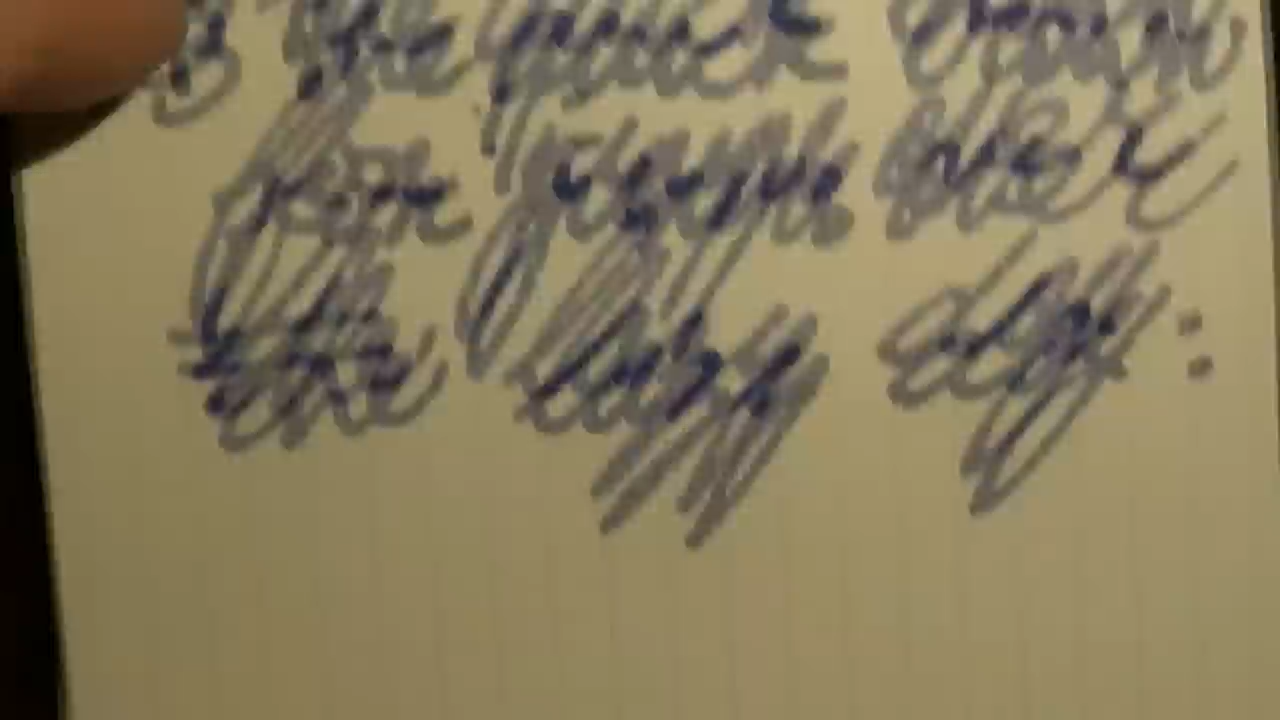 the quick brown
fox jumps over
the lazy dog.